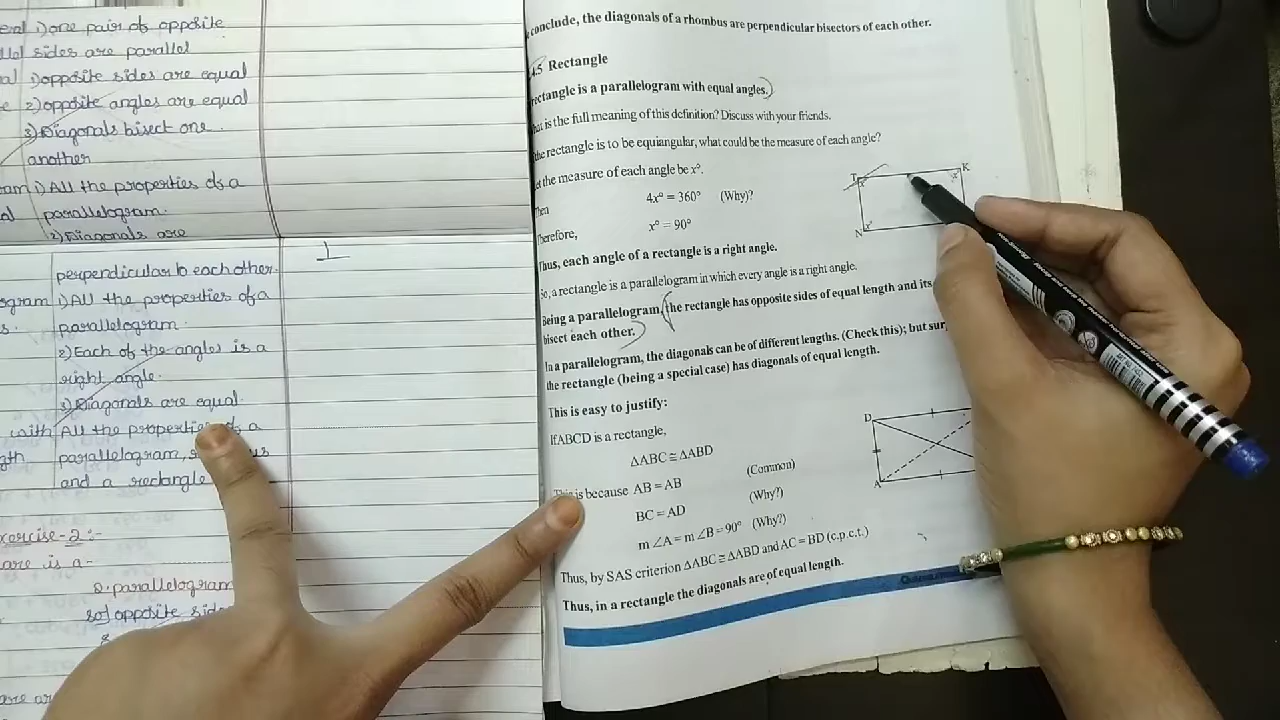 1) one pair of opposite
sides are parallel
1) opposite sides are equal
2) opposite angles are equal
3) Diagonals bisect one
another
1) All the properties of a
parallelogram.
2) Diagonals are
perpendicular to each other.
1) All the properties of a
parallelogram.
2) Each of the angles is a
right angle.
3) Diagonals are equal.
with All the properties of a
parallelogram,
and a rectangle
-2:-
are is a-
parallelogram
sol) opposite
⊥
conclude, the diagonals of a rhombus are perpendicular bisectors of each other.
Rectangle
rectangle is a parallelogram with equal angles.
is the full meaning of this definition? Discuss with your friends.
the rectangle is to be equiangular, what could be the measure of each angle?
the measure of each angle be x°.
Then 4x° = 360° (Why)?
Therefore, x° = 90°
Thus, each angle of a rectangle is a right angle.
So, a rectangle is a parallelogram in which every angle is a right angle.
Being a parallelogram, the rectangle has opposite sides of equal length and its
bisect each other.
In a parallelogram, the diagonals can be of different lengths. (Check this); but
the rectangle (being a special case) has diagonals of equal length.
This is easy to justify:
If ABCD is a rectangle,
ΔABC ≅ ΔABD
This is because AB = AB (Common)
BC = AD (Why?)
m ∠A = m ∠B = 90° (Why?)
Thus, by SAS criterion ΔABC ≅ ΔABD and AC = BD (c.p.c.t.)
Thus, in a rectangle the diagonals are of equal length.
K
N
D
A